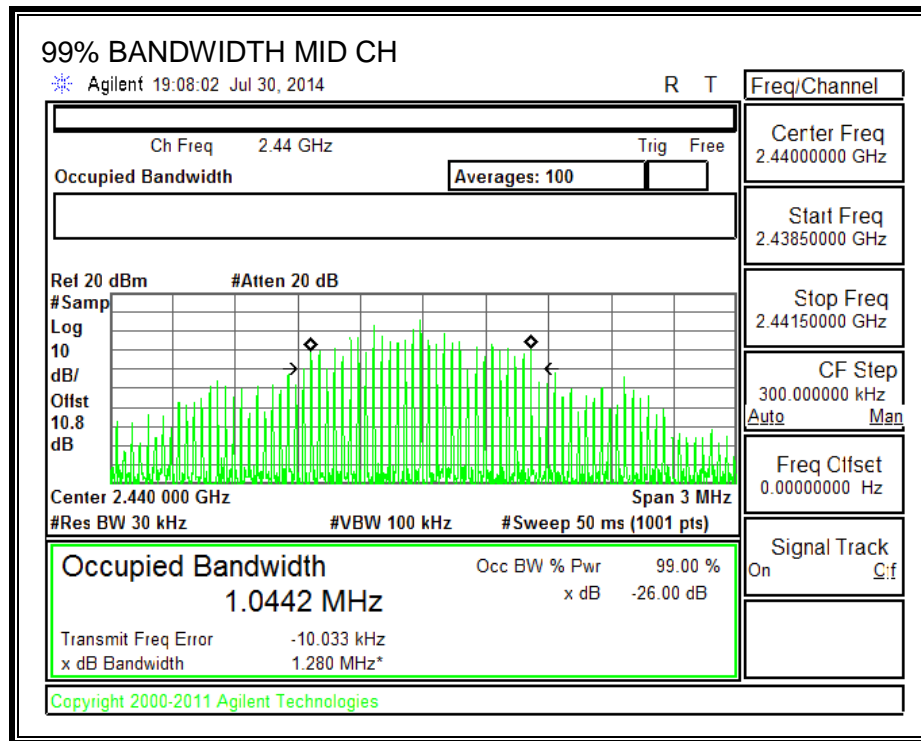 99% BANDWIDTH MID CH
Agilent 19:08:02 Jul 30, 2014 R T
Freq/Channel
Ch Freq 2.44 GHz Trig Free
Occupied Bandwidth Averages: 100
Ref 20 dBm #Atten 20 dB
#Samp
Log
10
dB/
Offst
10.8
dB
Center 2.440 000 GHz Span 3 MHz
#Res BW 30 kHz #VBW 100 kHz #Sweep 50 ms (1001 pts)
Occupied Bandwidth Occ BW % Pwr 99.00 %
1.0442 MHz x dB -26.00 dB
Transmit Freq Error -10.033 kHz
x dB Bandwidth 1.280 MHz*
Copyright 2000-2011 Agilent Technologies
Center Freq
2.44000000 GHz
Start Freq
2.43850000 GHz
Stop Freq
2.44150000 GHz
CF Step
300.000000 kHz
Auto Man
Freq Offset
0.00000000 Hz
Signal Track
On Off